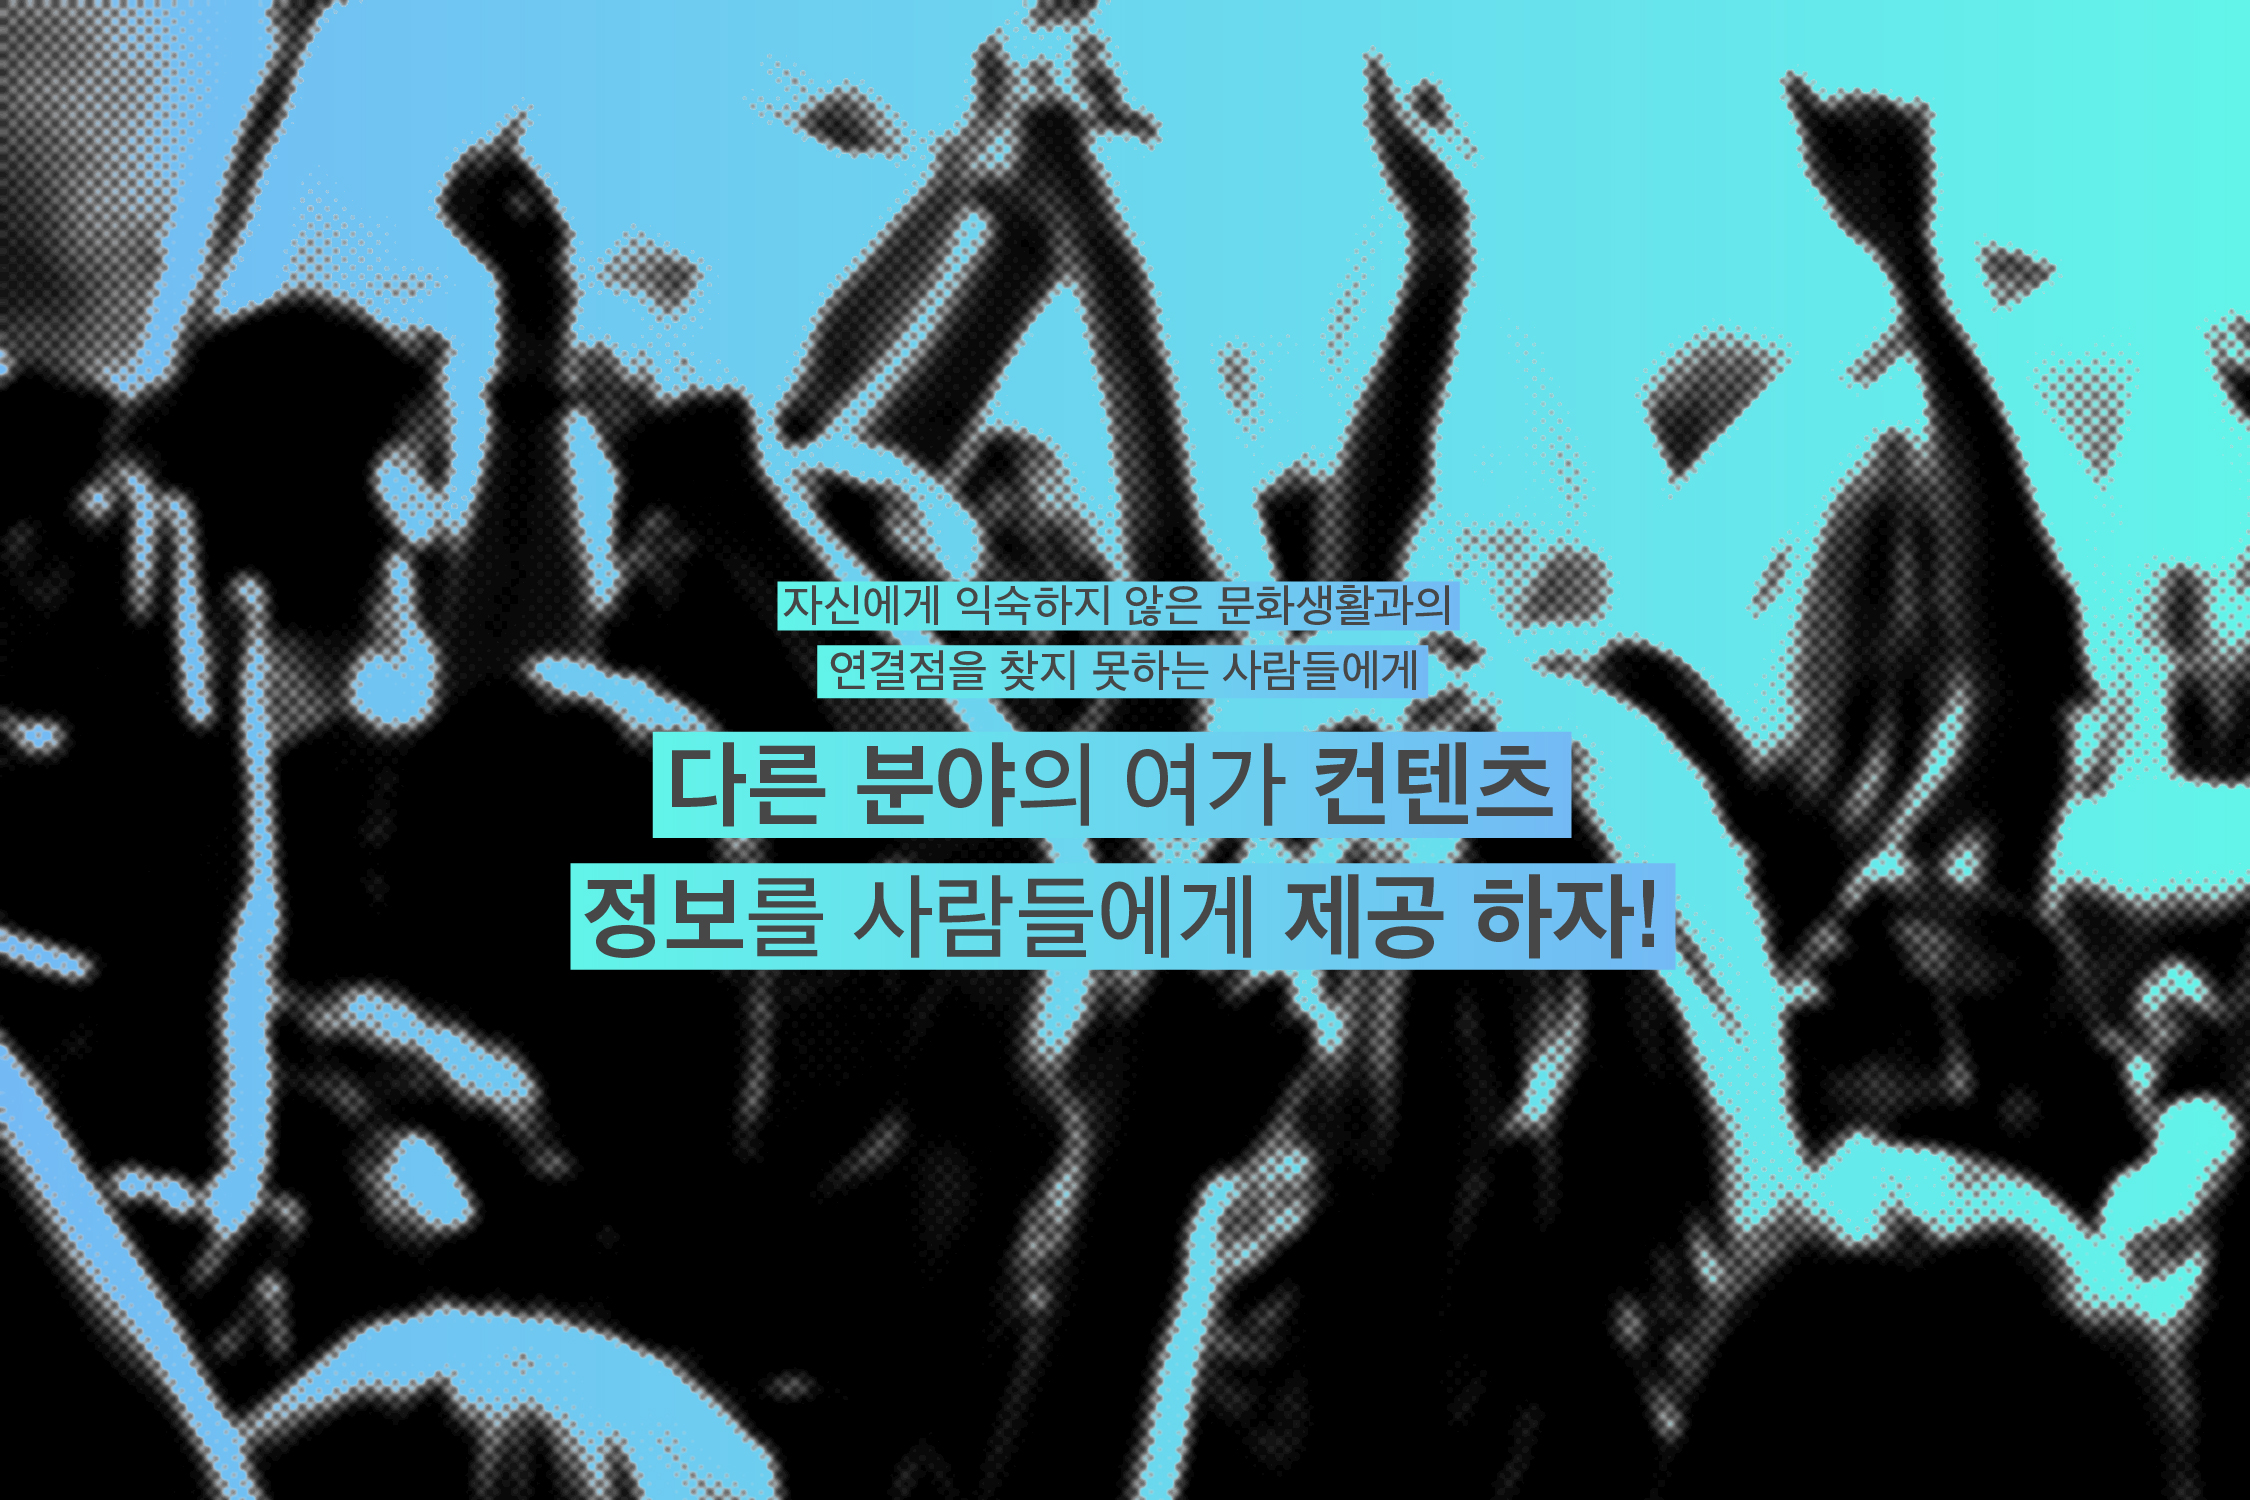 자신에게 익숙하지 않은 문화생활과의
연결점을 찾지 못하는 사람들에게
다른 분야의 여가 컨텐츠
정보를 사람들에게 제공 하자!